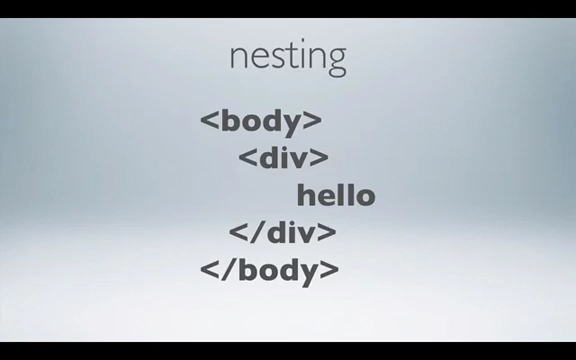 nesting
<body>
<div>
hello
</div>
</body>